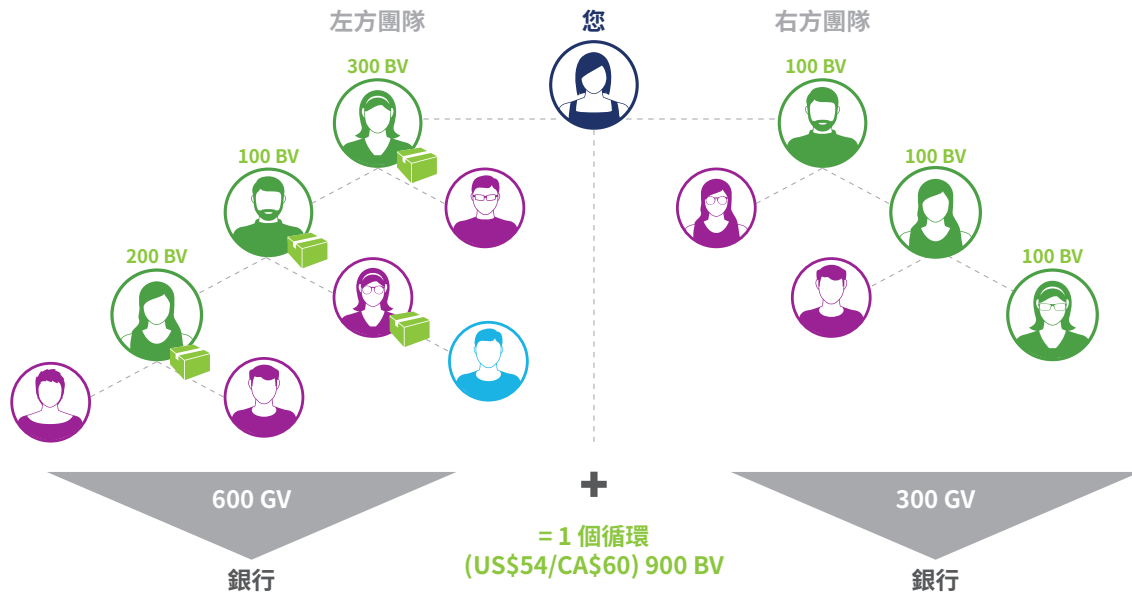 左方團隊
您
右方團隊
300 BV
100 BV
100 BV
100 BV
200 BV
100 BV
600 GV
+
300 GV
= 1 個循環
(US$54/CA$60) 900 BV
銀行
銀行